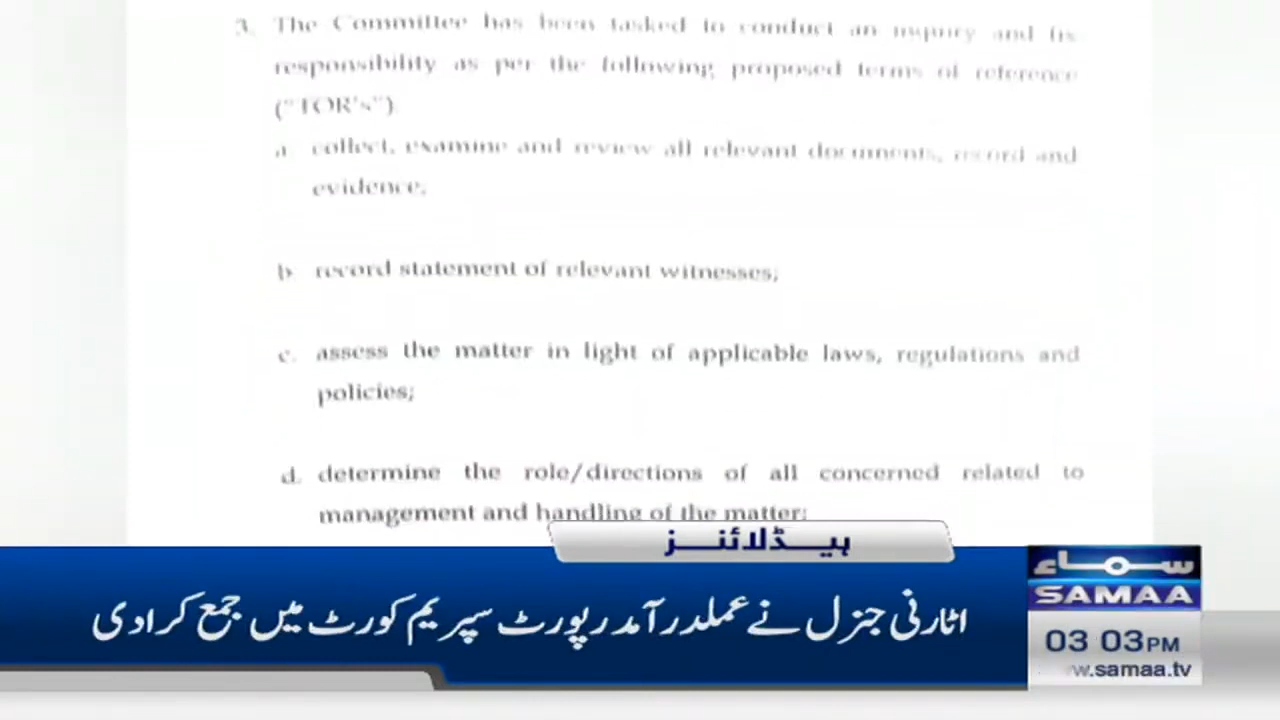 3. The Committee has been tasked to conduct an inquiry and fix
responsibility as per the following proposed terms of reference
("TOR's")
a. collect, examine and review all relevant documents, record and
evidence;
b. record statement of relevant witnesses;
c. assess the matter in light of applicable laws, regulations and
policies;
d. determine the role/directions of all concerned related to
management and handling of the matter;
ہیڈلائنز
اٹارنی جنرل نے عملدرآمد رپورٹ سپریم کورٹ میں جمع کرا دی
سماء
SAMAA
03 03PM
www.samaa.tv